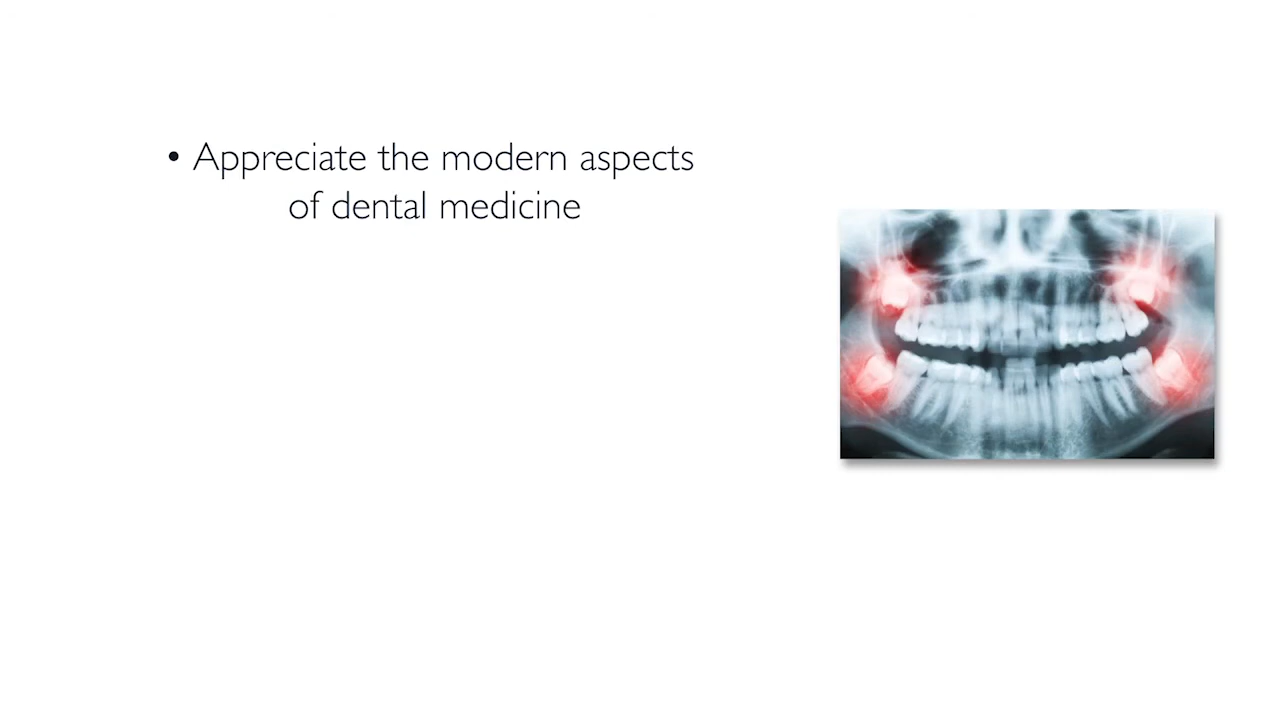 • Appreciate the modern aspects
of dental medicine